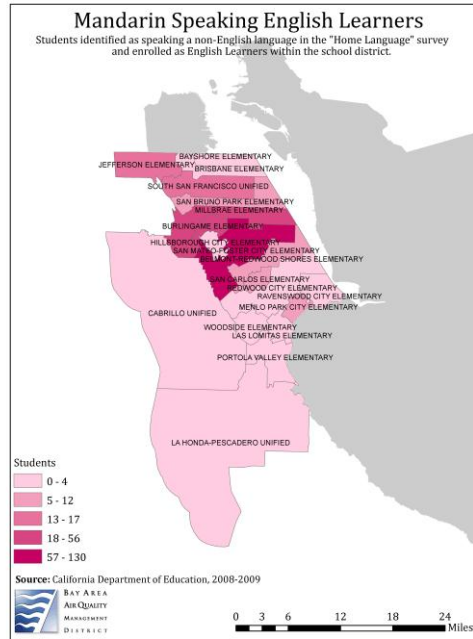 Mandarin Speaking English Learners
Students identified as speaking a non-English language in the "Home Language" survey
and enrolled as English Learners within the school district.
BAYSHORE ELEMENTARY
JEFFERSON ELEMENTARY
BRISBANE ELEMENTARY
SOUTH SAN FRANCISCO UNIFIED
SAN BRUNO PARK ELEMENTARY
MILLBRAE ELEMENTARY
BURLINGAME ELEMENTARY
HILLSBOROUGH CITY ELEMENTARY
SAN MATEO-FOSTER CITY ELEMENTARY
BELMONT-REDWOOD SHORES ELEMENTARY
SAN CARLOS ELEMENTARY
REDWOOD CITY ELEMENTARY
RAVENSWOOD CITY ELEMENTARY
MENLO PARK CITY ELEMENTARY
CABRILLO UNIFIED
WOODSIDE ELEMENTARY
LAS LOMITAS ELEMENTARY
PORTOLA VALLEY ELEMENTARY
LA HONDA-PESCADERO UNIFIED
Students
0 - 4
5 - 12
13 - 17
18 - 56
57 - 130
Source: California Department of Education, 2008-2009
BAY AREA
AIR QUALITY
MANAGEMENT
DISTRICT
0 3 6 12 18 24
Miles